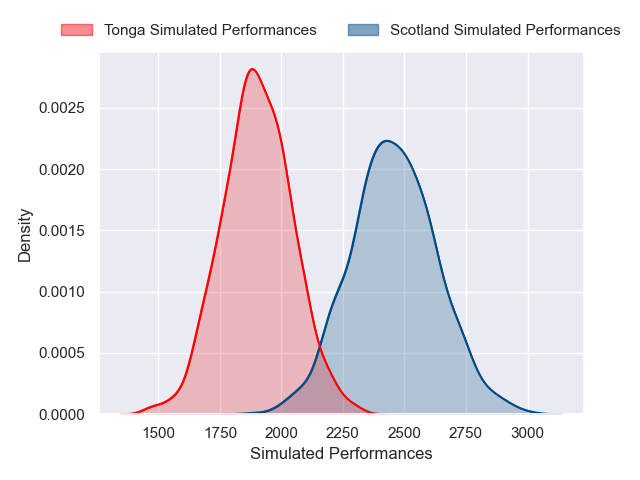 Tonga Simulated Performances
Scotland Simulated Performances
Density
0.0025
0.0020
0.0015
0.0010
0.0005
0.0000
1500 1750 2000 2250 2500 2750 3000
Simulated Performances